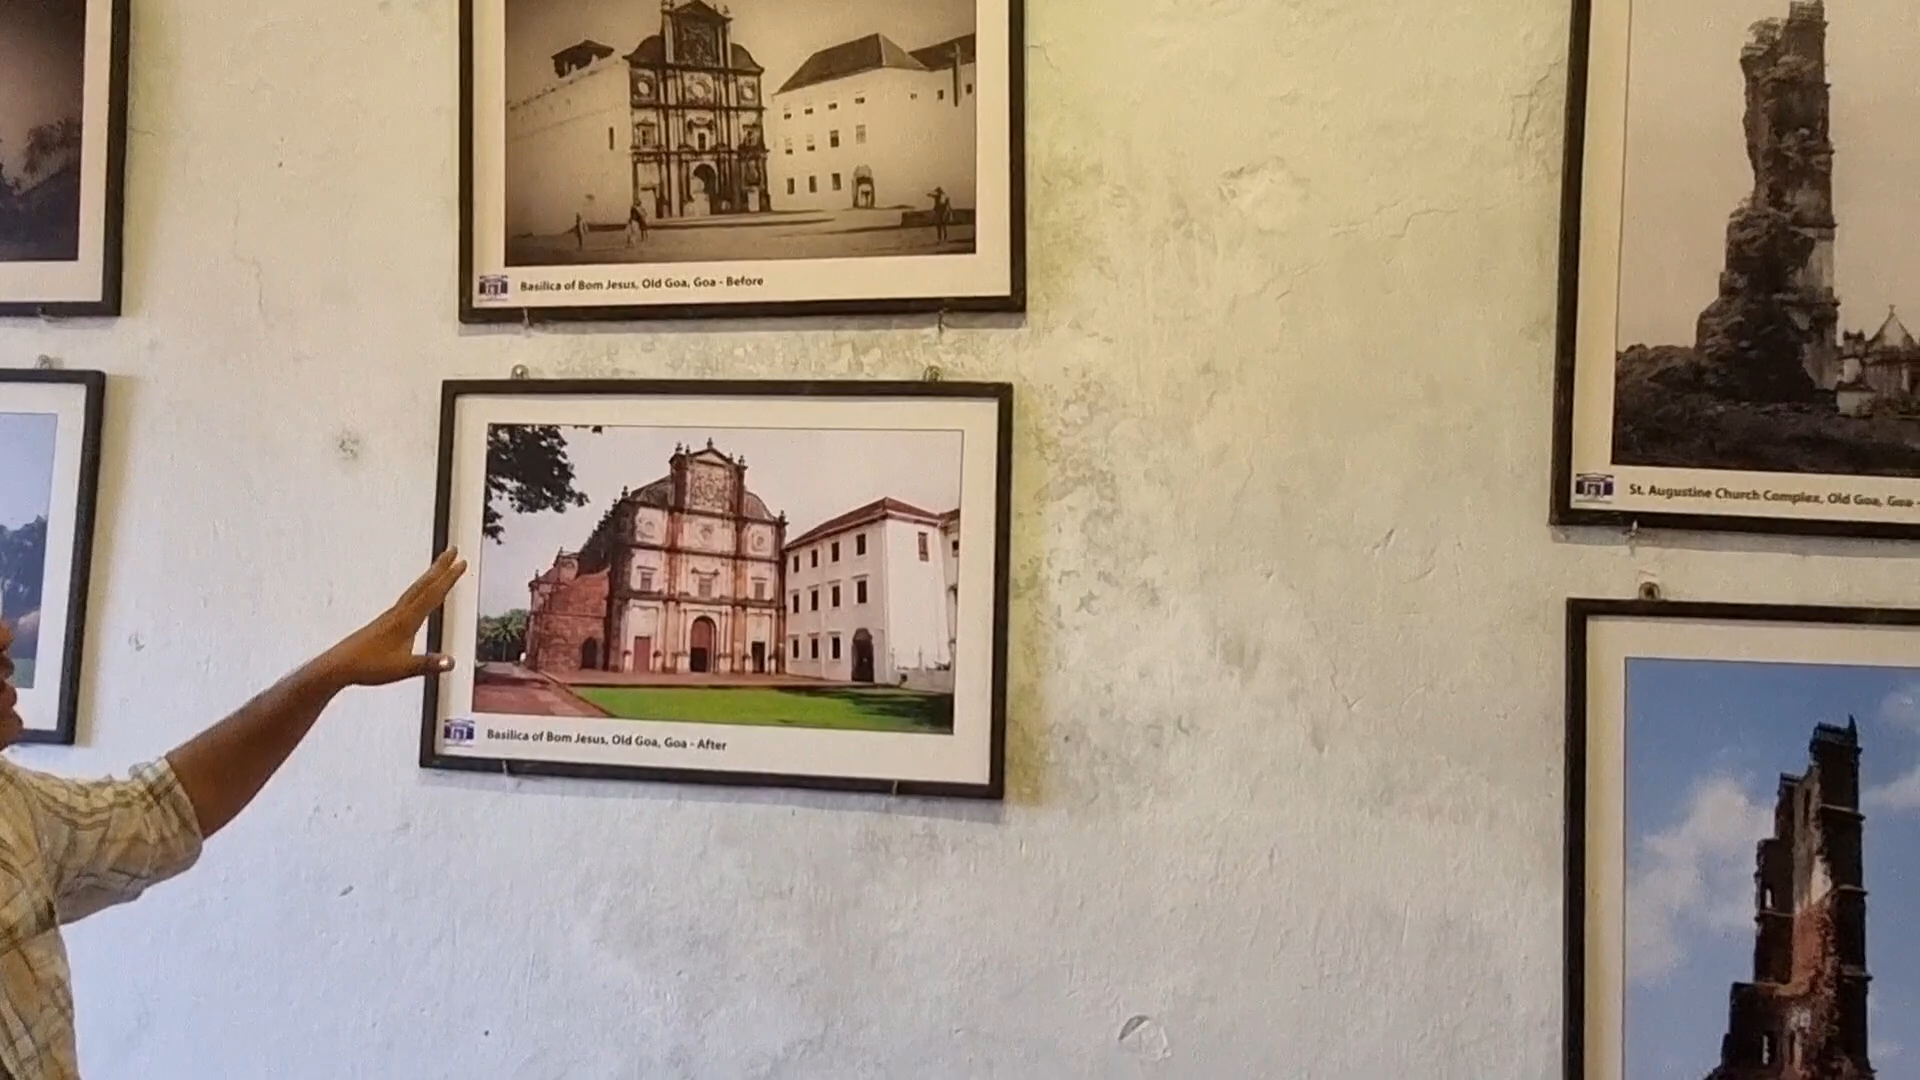 Basilica of Bom Jesus, Old Goa, Goa - Before
Basilica of Bom Jesus, Old Goa, Goa - After
St. Augustine Church Complex, Old Goa, Goa -